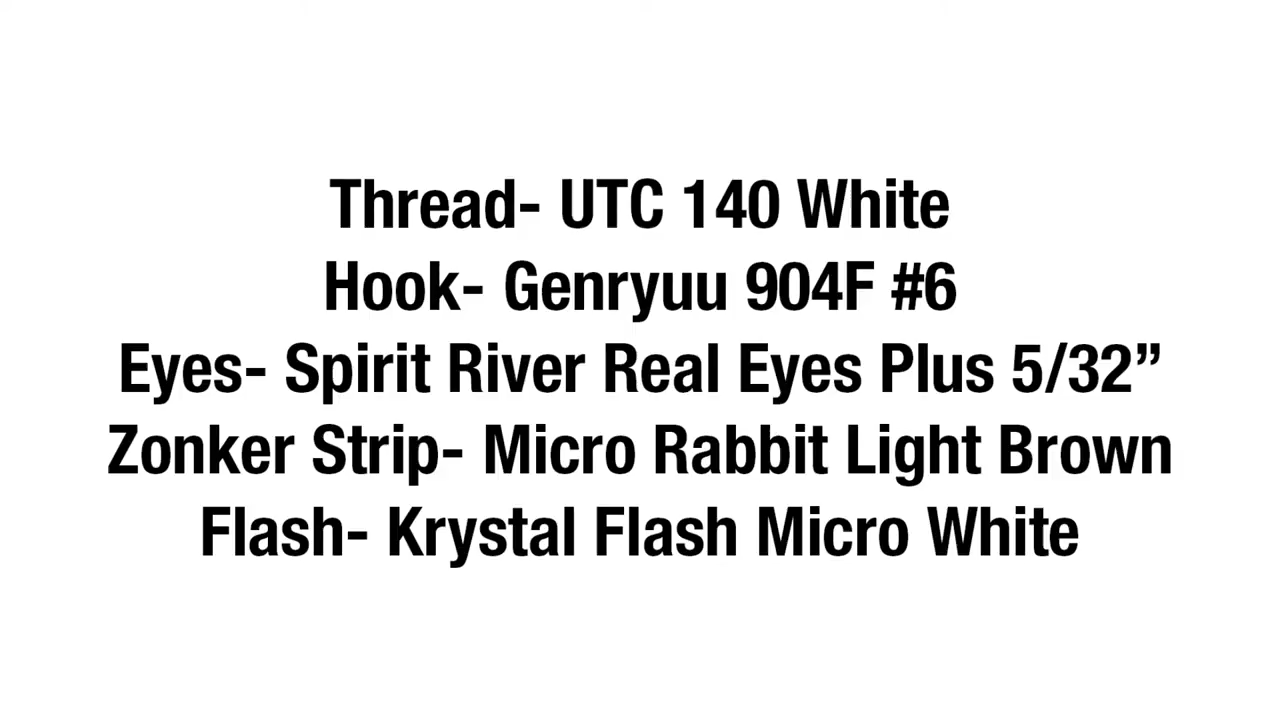 Thread- UTC 140 White
Hook- Genryuu 904F #6
Eyes- Spirit River Real Eyes Plus 5/32”
Zonker Strip- Micro Rabbit Light Brown
Flash- Krystal Flash Micro White